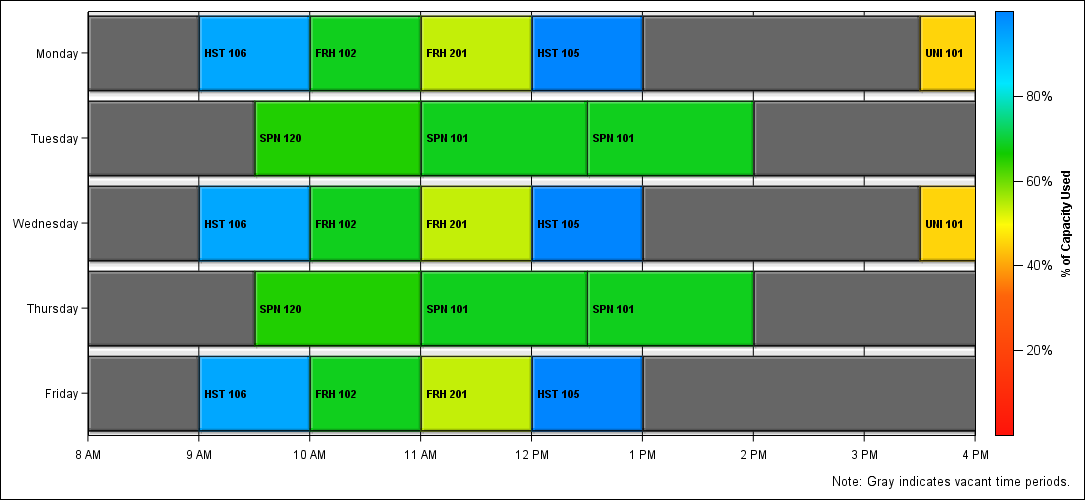 Monday
HST 106
FRH 102
FRH 201
HST 105
UNI 101
Tuesday
SPN 120
SPN 101
SPN 101
Wednesday
HST 106
FRH 102
FRH 201
HST 105
UNI 101
Thursday
SPN 120
SPN 101
SPN 101
Friday
HST 106
FRH 102
FRH 201
HST 105
8 AM
9 AM
10 AM
11 AM
12 PM
1 PM
2 PM
3 PM
4 PM
80%
60%
40%
20%
% of Capacity Used
Note: Gray indicates vacant time periods.